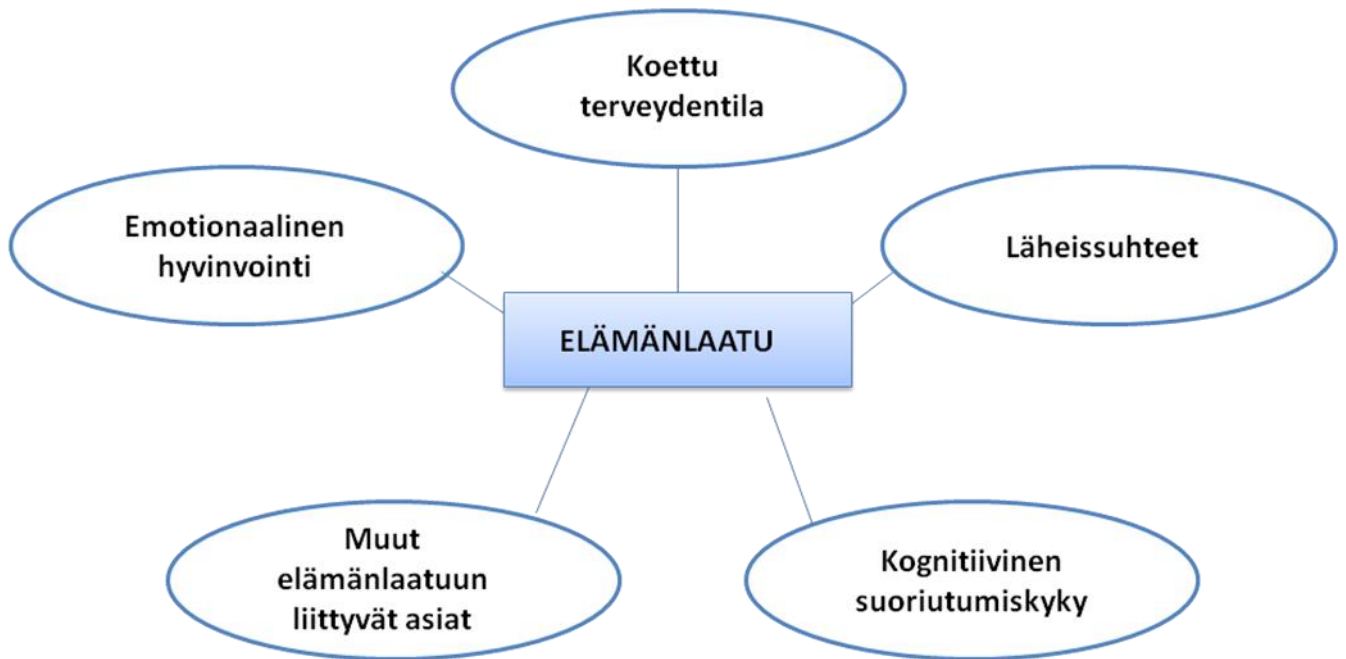 Koettu
terveydentila
Emotionaalinen
hyvinvointi
Läheissuhteet
ELÄMÄNLAATU
Muut
elämänlaatuun
liittyvät asiat
Kognitiivinen
suoriutumiskyky